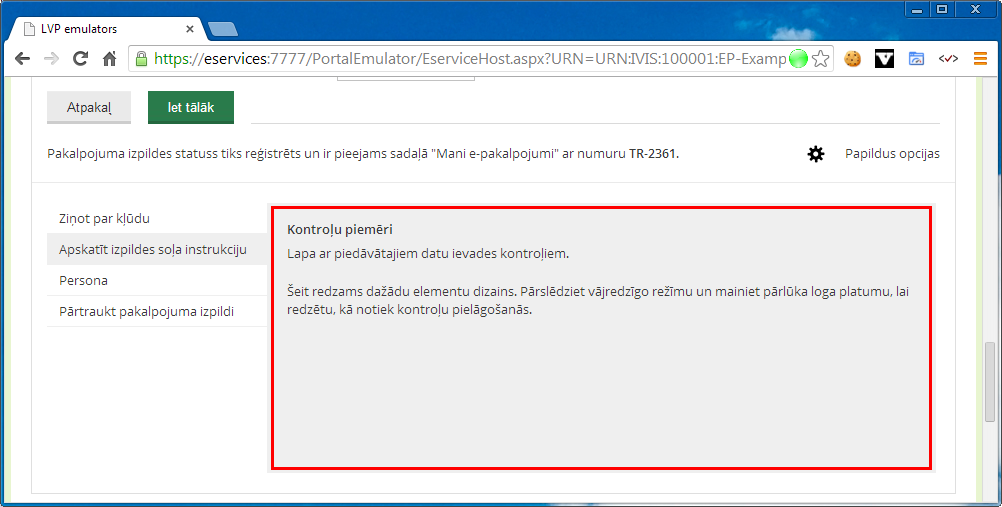 LVP emulators
https://eservices:7777/PortalEmulator/EserviceHost.aspx?URN=URN:IVIS:100001:EP-Examp
Atpakaļ
Iet tālāk
Pakalpojuma izpildes statuss tiks reģistrēts un ir pieejams sadaļā "Mani e-pakalpojumi" ar numuru TR-2361.
Papildus opcijas
Ziņot par kļūdu
Apskatīt izpildes soļa instrukciju
Persona
Pārtraukt pakalpojuma izpildi
Kontroļu piemēri
Lapa ar piedāvātajiem datu ievades kontroļiem.
Šeit redzams dažādu elementu dizains. Pārslēdziet vājredzīgo režīmu un mainiet pārlūka loga platumu, lai
redzētu, kā notiek kontroļu pielāgošanās.